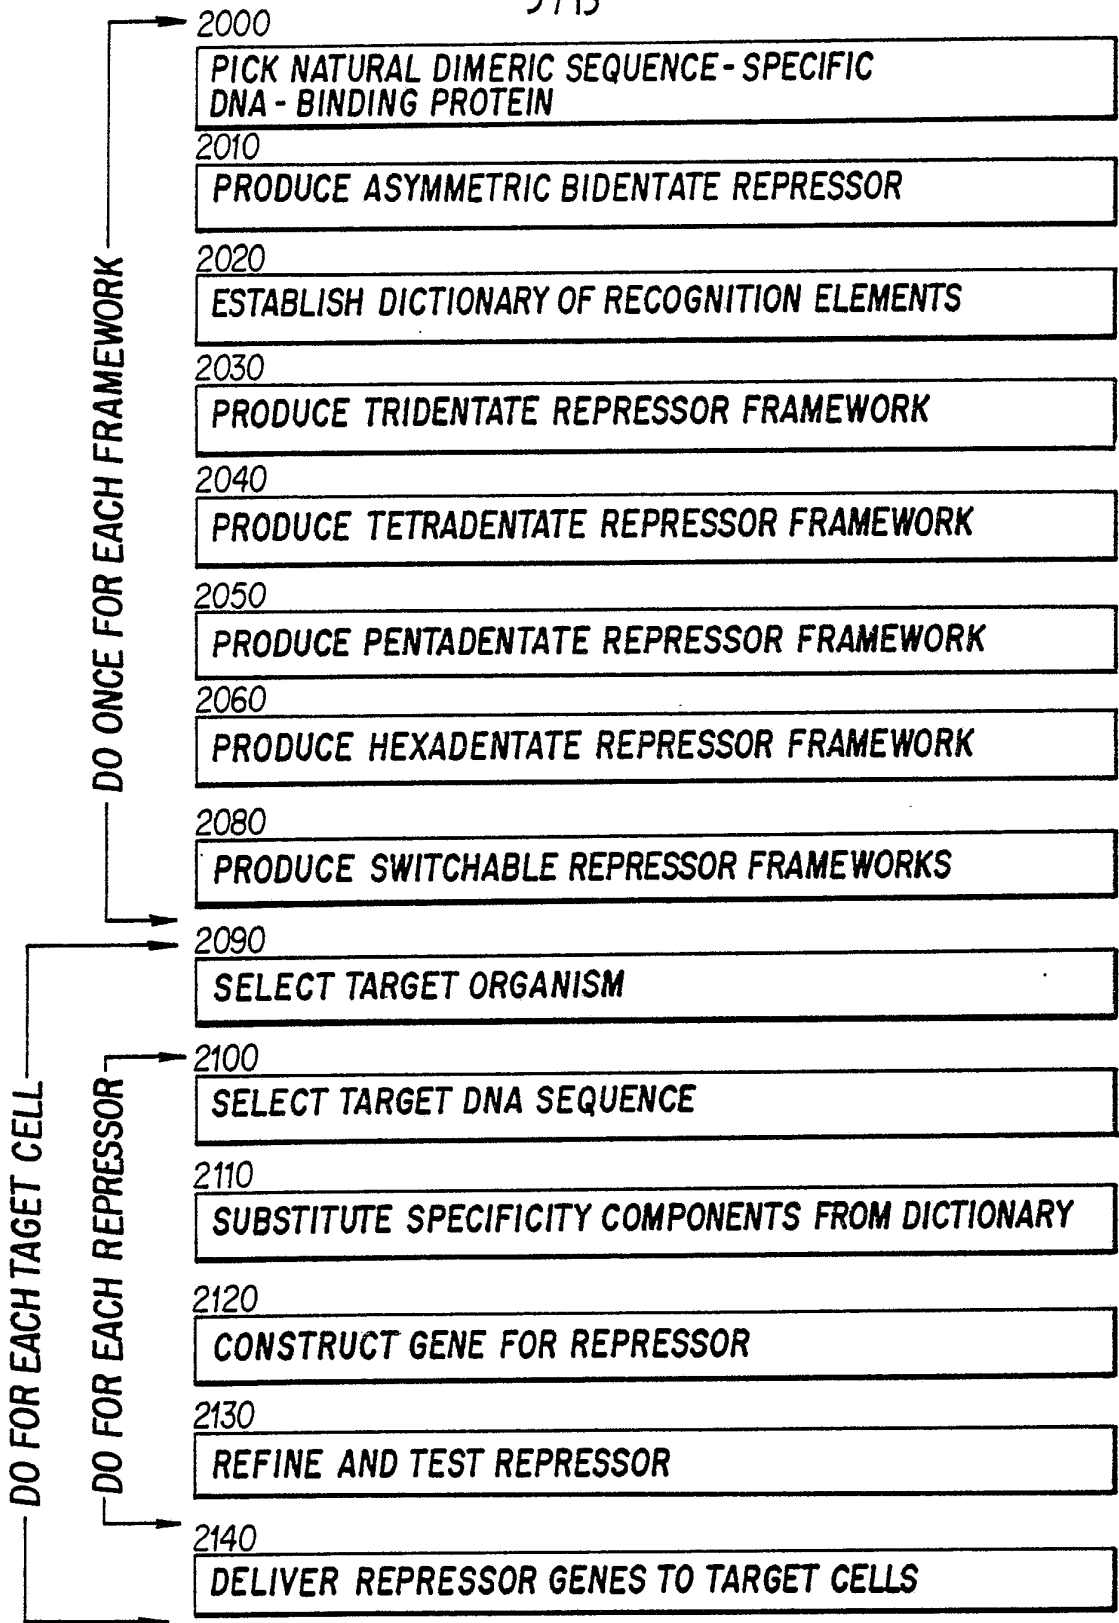 2000
PICK NATURAL DIMERIC SEQUENCE-SPECIFIC
DNA-BINDING PROTEIN
2010
PRODUCE ASYMMETRIC BIDENTATE REPRESSOR
2020
ESTABLISH DICTIONARY OF RECOGNITION ELEMENTS
2030
PRODUCE TRIDENTATE REPRESSOR FRAMEWORK
2040
PRODUCE TETRADENTATE REPRESSOR FRAMEWORK
2050
PRODUCE PENTADENTATE REPRESSOR FRAMEWORK
2060
PRODUCE HEXADENTATE REPRESSOR FRAMEWORK
2080
PRODUCE SWITCHABLE REPRESSOR FRAMEWORKS
DO ONCE FOR EACH FRAMEWORK
2090
SELECT TARGET ORGANISM
2100
SELECT TARGET DNA SEQUENCE
2110
SUBSTITUTE SPECIFICITY COMPONENTS FROM DICTIONARY
2120
CONSTRUCT GENE FOR REPRESSOR
2130
REFINE AND TEST REPRESSOR
2140
DELIVER REPRESSOR GENES TO TARGET CELLS
DO FOR EACH TAGET CELL
DO FOR EACH REPRESSOR